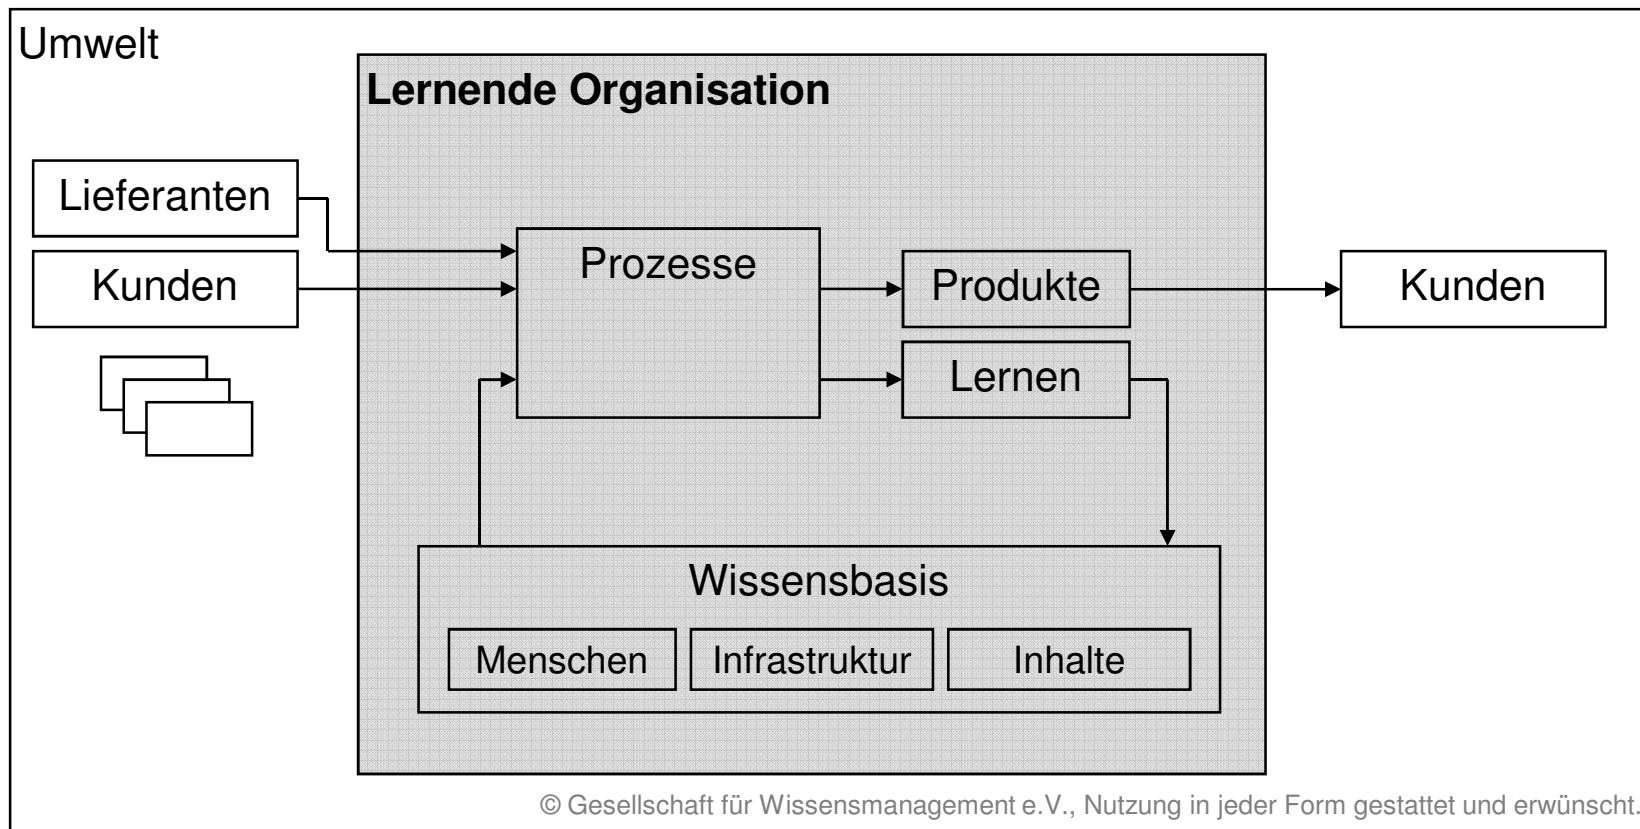 Umwelt
Lernende Organisation
Lieferanten
Kunden
Prozesse
Produkte
Lernen
Kunden
Wissensbasis
Menschen
Infrastruktur
Inhalte
© Gesellschaft für Wissensmanagement e.V., Nutzung in jeder Form gestattet und erwünscht.